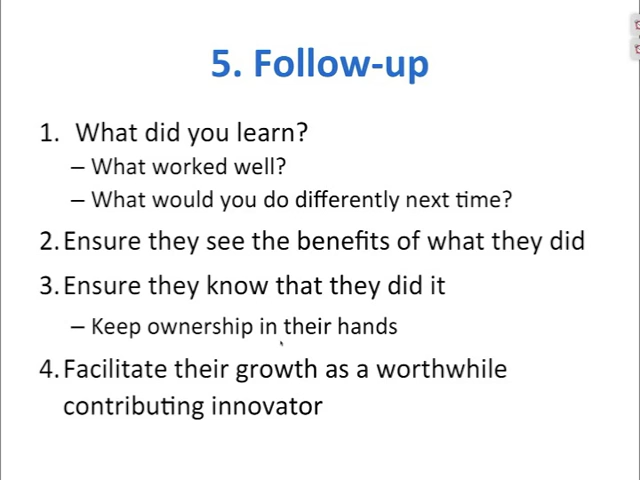 5. Follow-up
1. What did you learn?
– What worked well?
– What would you do differently next time?
2. Ensure they see the benefits of what they did
3. Ensure they know that they did it
– Keep ownership in their hands
4. Facilitate their growth as a worthwhile
contributing innovator